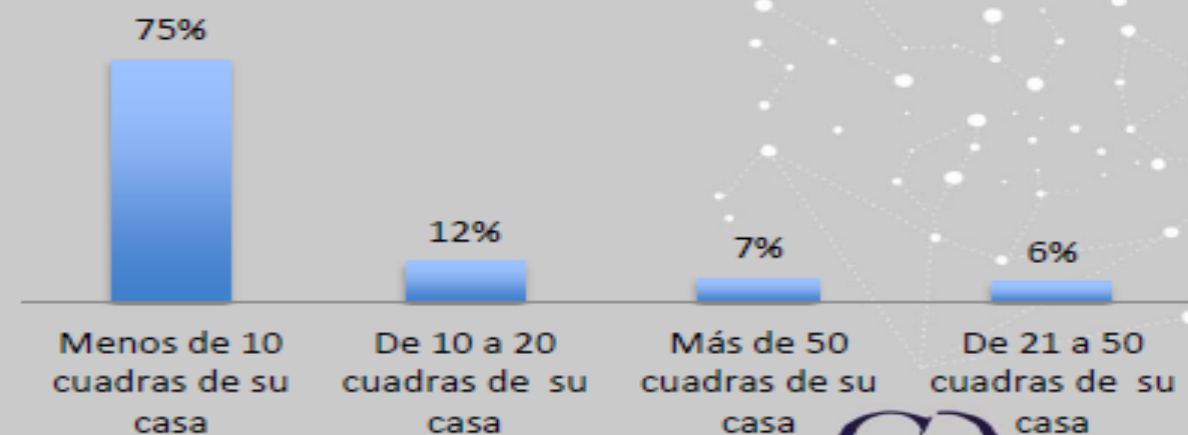 75%
12%
7%
6%
Menos de 10
cuadras de su
casa
De 10 a 20
cuadras de su
casa
Más de 50
cuadras de su
casa
De 21 a 50
cuadras de su
casa